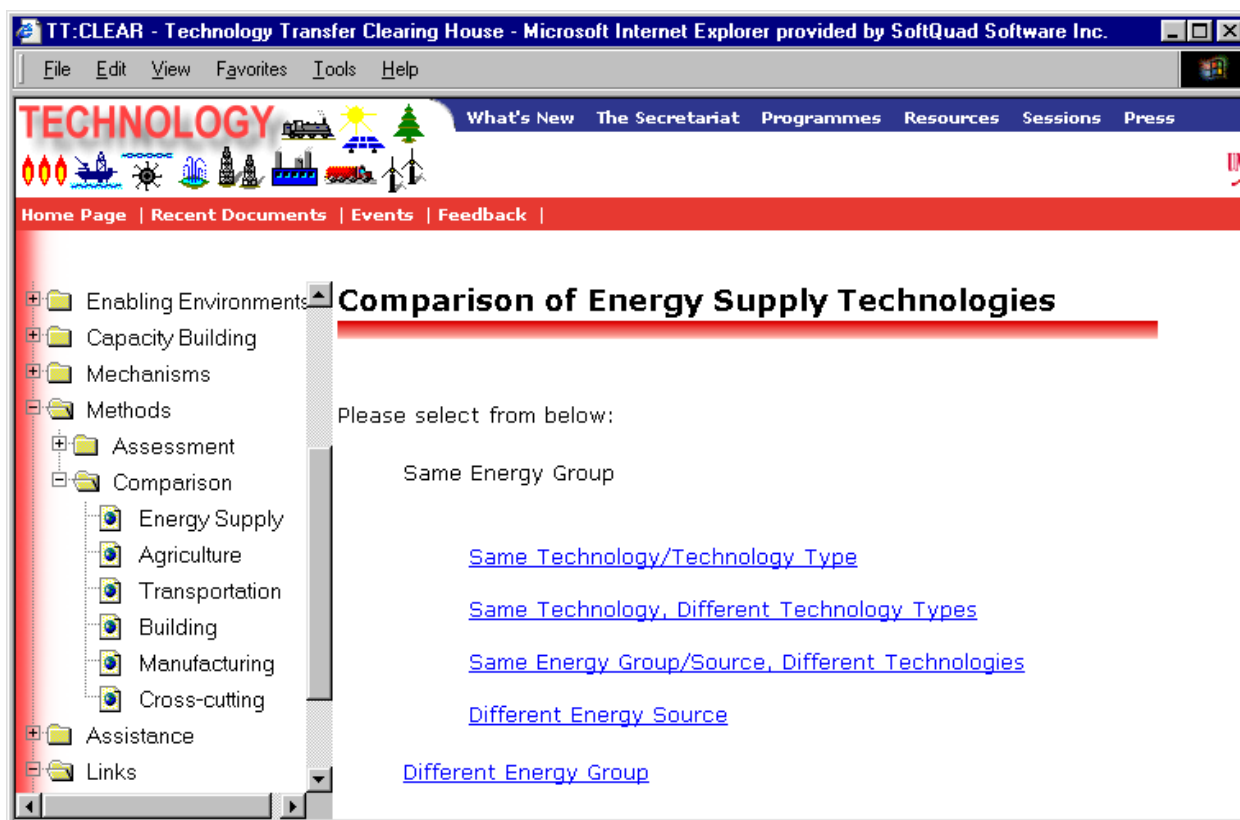 TT:CLEAR - Technology Transfer Clearing House - Microsoft Internet Explorer provided by SoftQuad Software Inc.
File Edit View Favorites Tools Help
TECHNOLOGY
What's New The Secretariat Programmes Resources Sessions Press
Home Page | Recent Documents | Events | Feedback |
Enabling Environments
Capacity Building
Mechanisms
Methods
Assessment
Comparison
Energy Supply
Agriculture
Transportation
Building
Manufacturing
Cross-cutting
Assistance
Links
Comparison of Energy Supply Technologies
Please select from below:
Same Energy Group
Same Technology/Technology Type
Same Technology, Different Technology Types
Same Energy Group/Source, Different Technologies
Different Energy Source
Different Energy Group